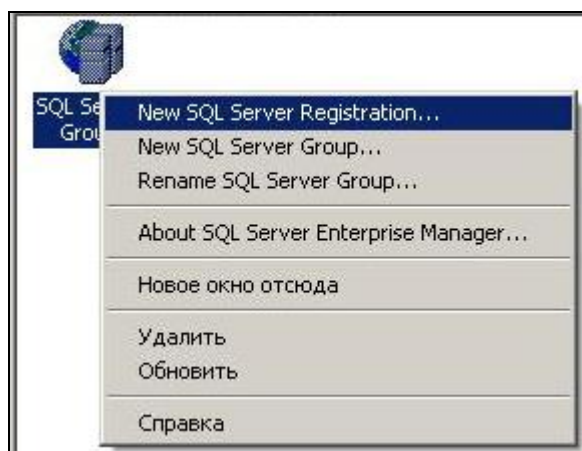 SQL Se
Grou
New SQL Server Registration...
New SQL Server Group...
Rename SQL Server Group...
About SQL Server Enterprise Manager...
Новое окно отсюда
Удалить
Обновить
Справка